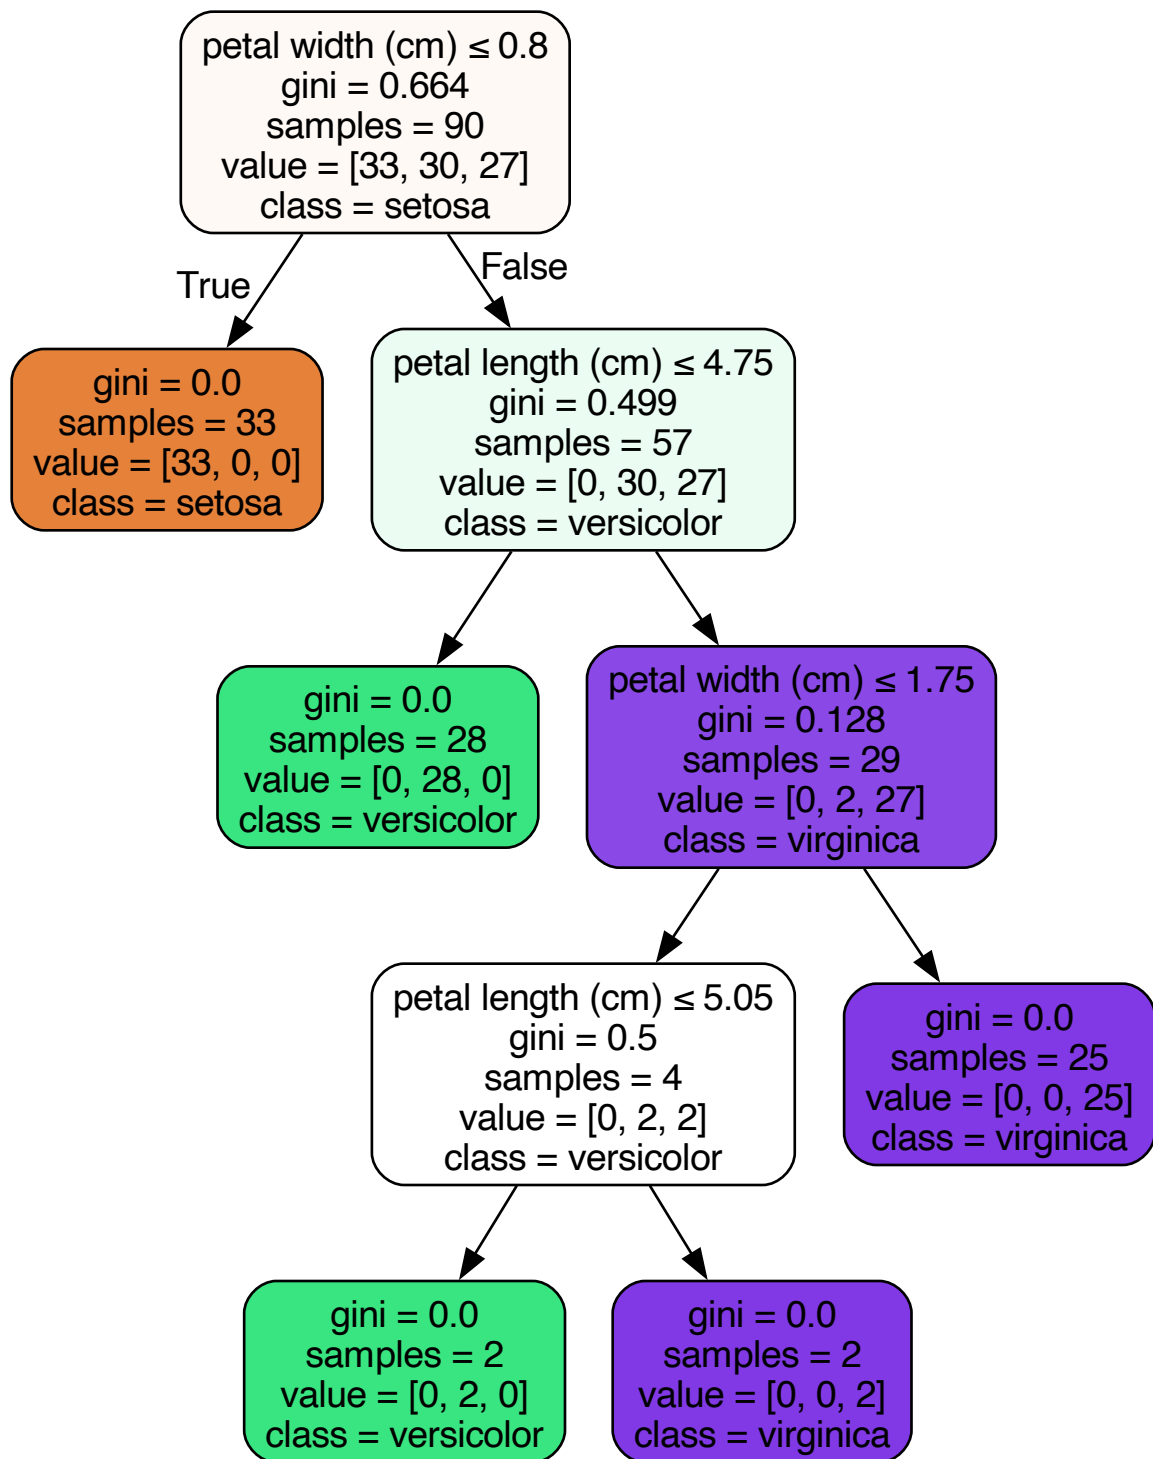 petal width (cm) ≤ 0.8
gini = 0.664
samples = 90
value = [33, 30, 27]
class = setosa
True
False
gini = 0.0
samples = 33
value = [33, 0, 0]
class = setosa
petal length (cm) ≤ 4.75
gini = 0.499
samples = 57
value = [0, 30, 27]
class = versicolor
gini = 0.0
samples = 28
value = [0, 28, 0]
class = versicolor
petal width (cm) ≤ 1.75
gini = 0.128
samples = 29
value = [0, 2, 27]
class = virginica
petal length (cm) ≤ 5.05
gini = 0.5
samples = 4
value = [0, 2, 2]
class = versicolor
gini = 0.0
samples = 25
value = [0, 0, 25]
class = virginica
gini = 0.0
samples = 2
value = [0, 2, 0]
class = versicolor
gini = 0.0
samples = 2
value = [0, 0, 2]
class = virginica